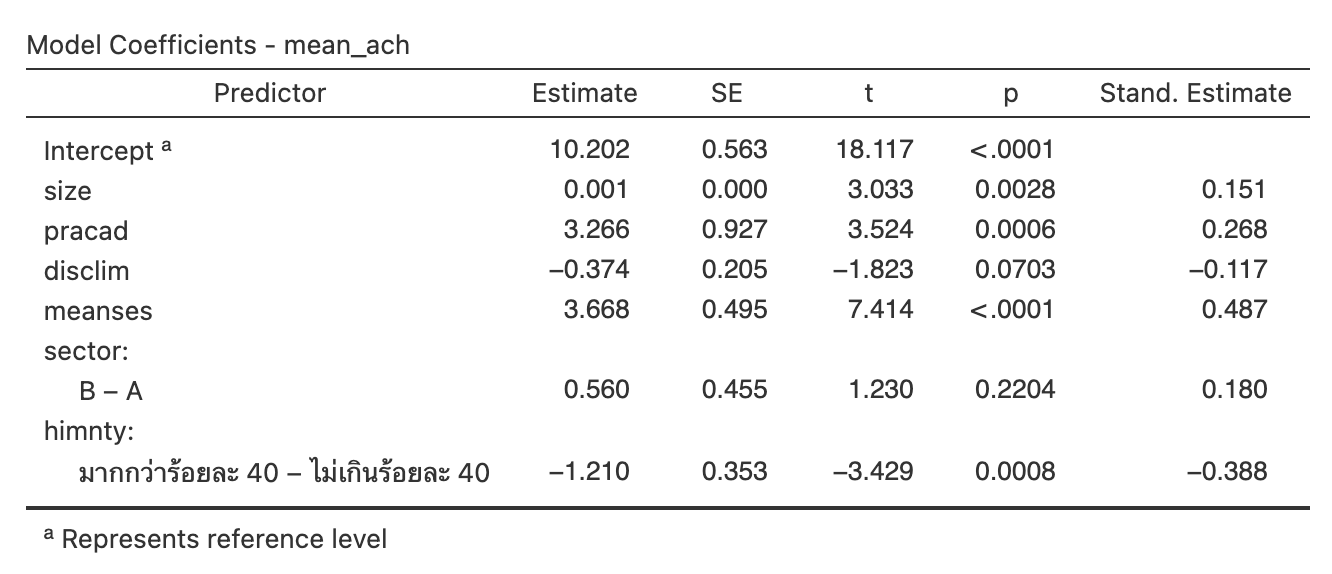 Model Coefficients - mean_ach
Predictor Estimate SE t p Stand. Estimate
Intercept ᵃ 10.202 0.563 18.117 <.0001
size 0.001 0.000 3.033 0.0028 0.151
pracad 3.266 0.927 3.524 0.0006 0.268
disclim −0.374 0.205 −1.823 0.0703 −0.117
meanses 3.668 0.495 7.414 <.0001 0.487
sector:
B – A 0.560 0.455 1.230 0.2204 0.180
himnty:
มากกว่าร้อยละ 40 – ไม่เกินร้อยละ 40 −1.210 0.353 −3.429 0.0008 −0.388
ᵃ Represents reference level